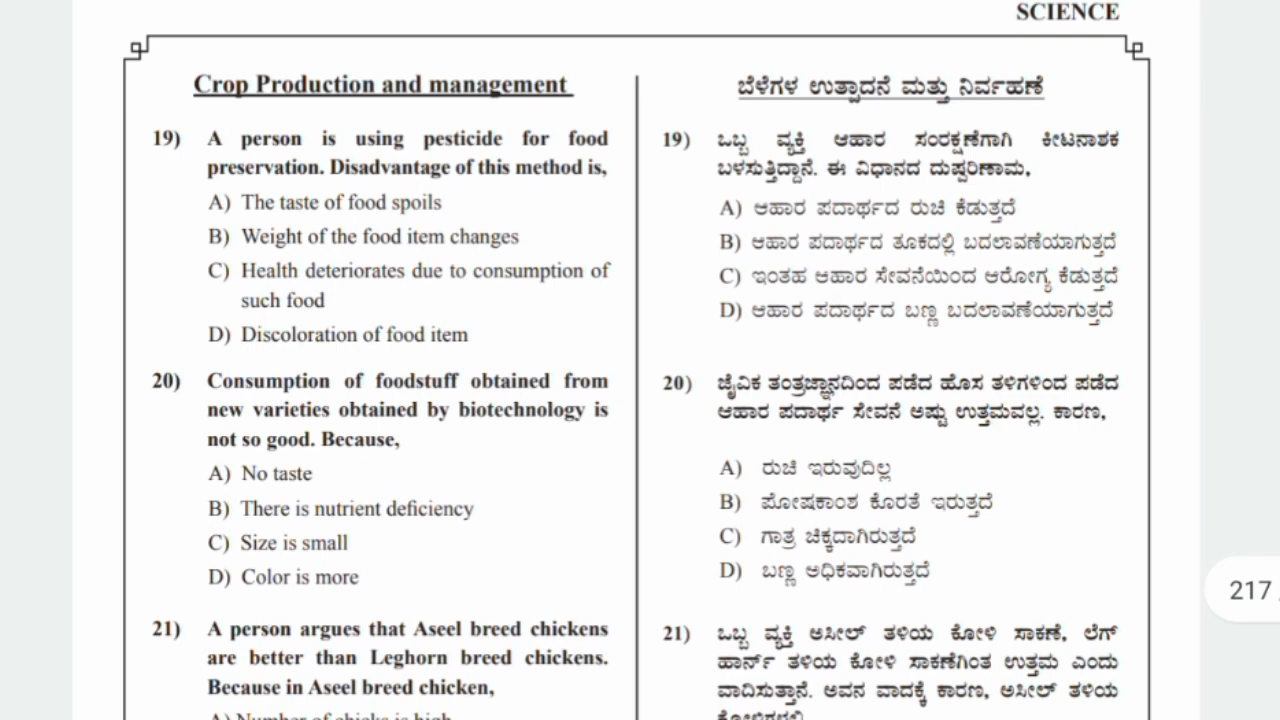 SCIENCE
Crop Production and management
19) A person is using pesticide for food
preservation. Disadvantage of this method is,
A) The taste of food spoils
B) Weight of the food item changes
C) Health deteriorates due to consumption of
such food
D) Discoloration of food item
20) Consumption of foodstuff obtained from
new varieties obtained by biotechnology is
not so good. Because,
A) No taste
B) There is nutrient deficiency
C) Size is small
D) Color is more
21) A person argues that Aseel breed chickens
are better than Leghorn breed chickens.
Because in Aseel breed chicken,
A) Number of chicks is high
ಬೆಳೆಗಳ ಉತ್ಪಾದನೆ ಮತ್ತು ನಿರ್ವಹಣೆ
19) ಒಬ್ಬ ವ್ಯಕ್ತಿ ಆಹಾರ ಸಂರಕ್ಷಣೆಗಾಗಿ ಕೀಟನಾಶಕ
ಬಳಸುತ್ತಿದ್ದಾನೆ. ಈ ವಿಧಾನದ ದುಷ್ಪರಿಣಾಮ,
A) ಆಹಾರ ಪದಾರ್ಥದ ರುಚಿ ಕೆಡುತ್ತದೆ
B) ಆಹಾರ ಪದಾರ್ಥದ ತೂಕದಲ್ಲಿ ಬದಲಾವಣೆಯಾಗುತ್ತದೆ
C) ಇಂತಹ ಆಹಾರ ಸೇವನೆಯಿಂದ ಆರೋಗ್ಯ ಕೆಡುತ್ತದೆ
D) ಆಹಾರ ಪದಾರ್ಥದ ಬಣ್ಣ ಬದಲಾವಣೆಯಾಗುತ್ತದೆ
20) ಜೈವಿಕ ತಂತ್ರಜ್ಞಾನದಿಂದ ಪಡೆದ ಹೊಸ ತಳಿಗಳಿಂದ ಪಡೆದ
ಆಹಾರ ಪದಾರ್ಥ ಸೇವನೆ ಅಷ್ಟು ಉತ್ತಮವಲ್ಲ. ಕಾರಣ,
A) ರುಚಿ ಇರುವುದಿಲ್ಲ
B) ಪೋಷಕಾಂಶ ಕೊರತೆ ಇರುತ್ತದೆ
C) ಗಾತ್ರ ಚಿಕ್ಕದಾಗಿರುತ್ತದೆ
D) ಬಣ್ಣ ಅಧಿಕವಾಗಿರುತ್ತದೆ
21) ಒಬ್ಬ ವ್ಯಕ್ತಿ ಅಸೀಲ್ ತಳಿಯ ಕೋಳಿ ಸಾಕಣೆ, ಲೆಗ್
ಹಾರ್ನ್ ತಳಿಯ ಕೋಳಿ ಸಾಕಣೆಗಿಂತ ಉತ್ತಮ ಎಂದು
ವಾದಿಸುತ್ತಾನೆ. ಅವನ ವಾದಕ್ಕೆ ಕಾರಣ, ಅಸೀಲ್ ತಳಿಯ
217